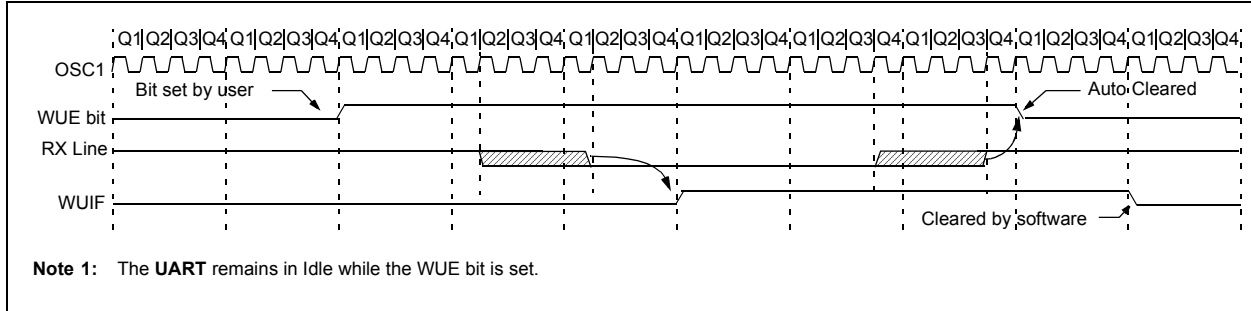 Q1 Q2 Q3 Q4 Q1 Q2 Q3 Q4 Q1 Q2 Q3 Q4 Q1 Q2 Q3 Q4 Q1 Q2 Q3 Q4 Q1 Q2 Q3 Q4 Q1 Q2 Q3 Q4 Q1 Q2 Q3 Q4 Q1 Q2 Q3 Q4 Q1 Q2 Q3 Q4
OSC1
Bit set by user
Auto Cleared
WUE bit
RX Line
WUIF
Cleared by software
Note 1: The UART remains in Idle while the WUE bit is set.